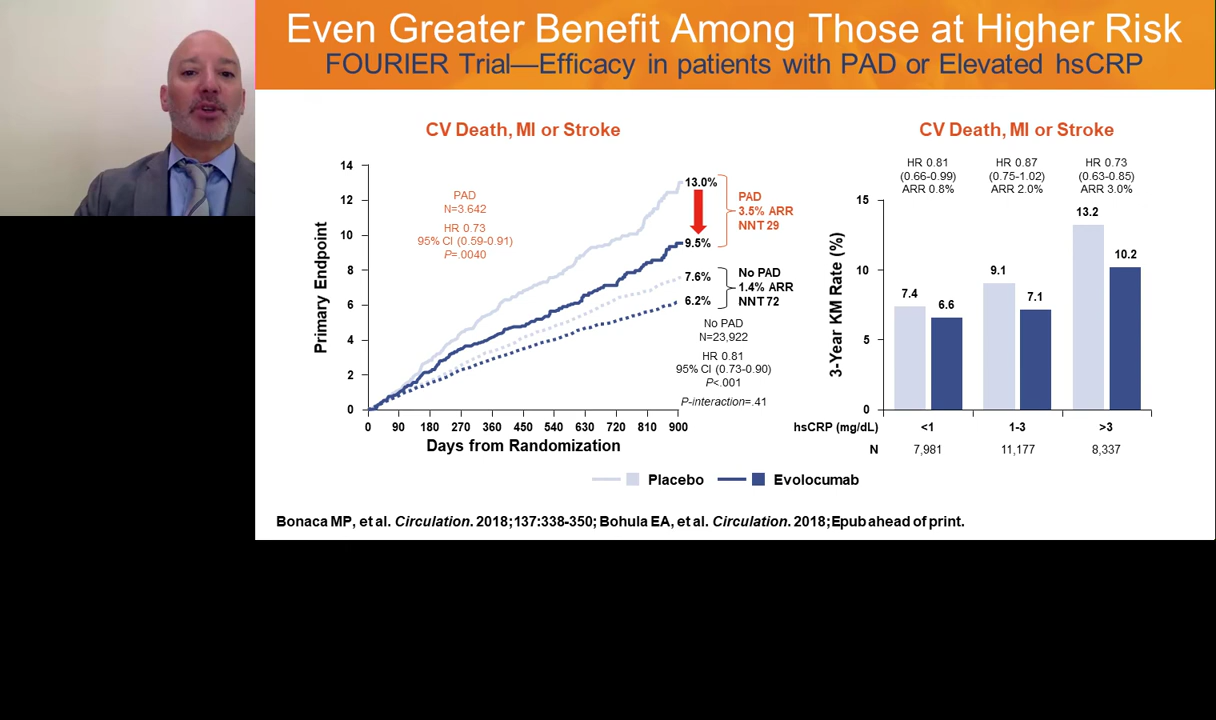 Even Greater Benefit Among Those at Higher Risk
FOURIER Trial—Efficacy in patients with PAD or Elevated hsCRP
CV Death, MI or Stroke
Primary Endpoint
14
12
10
8
6
4
2
0
PAD
N=3.642
HR 0.73
95% CI (0.59-0.91)
P=.0040
13.0%
9.5%
7.6%
6.2%
PAD
3.5% ARR
NNT 29
No PAD
1.4% ARR
NNT 72
No PAD
N=23,922
HR 0.81
95% CI (0.73-0.90)
P<.001
P-interaction=.41
0 90 180 270 360 450 540 630 720 810 900
Days from Randomization
CV Death, MI or Stroke
HR 0.81
(0.66-0.99)
ARR 0.8%
HR 0.87
(0.75-1.02)
ARR 2.0%
HR 0.73
(0.63-0.85)
ARR 3.0%
3-Year KM Rate (%)
15
10
5
0
7.4
6.6
9.1
7.1
13.2
10.2
hsCRP (mg/dL) <1 1-3 >3
N 7,981 11,177 8,337
Placebo Evolocumab
Bonaca MP, et al. Circulation. 2018;137:338-350; Bohula EA, et al. Circulation. 2018;Epub ahead of print.